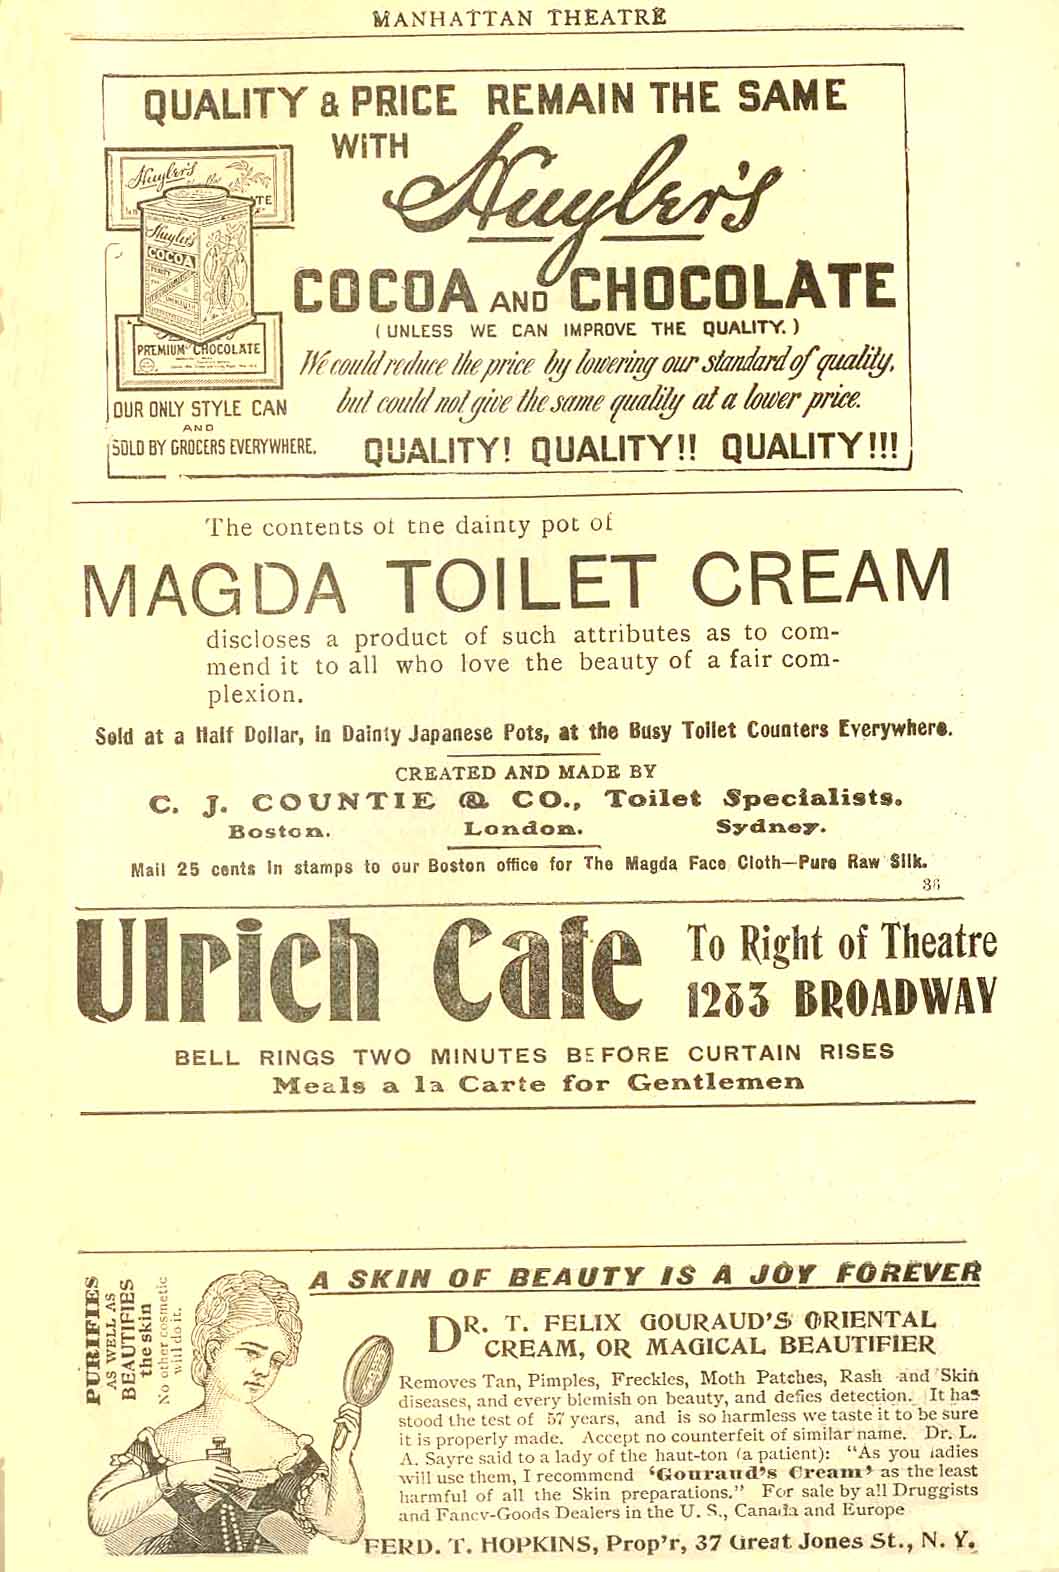 MANHATTAN THEATRE
QUALITY & PRICE REMAIN THE SAME
WITH Huyler's
COCOA AND CHOCOLATE
(UNLESS WE CAN IMPROVE THE QUALITY.)
We could reduce the price by lowering our standard of quality,
but could not give the same quality at a lower price.
QUALITY! QUALITY!! QUALITY!!!
Huyler's
Huyler's
COCOA
PREMIUM CHOCOLATE
OUR ONLY STYLE CAN
AND
SOLD BY GROCERS EVERYWHERE.
The contents of the dainty pot of
MAGDA TOILET CREAM
discloses a product of such attributes as to com-
mend it to all who love the beauty of a fair com-
plexion.
Sold at a Half Dollar, in Dainty Japanese Pots, at the Busy Toilet Counters Everywhere.
CREATED AND MADE BY
C. J. COUNTIE & CO., Toilet Specialists.
Boston. London. Sydney.
Mail 25 cents in stamps to our Boston office for The Magda Face Cloth—Pure Raw Silk.
36
Ulrich Cafe
To Right of Theatre
1283 BROADWAY
BELL RINGS TWO MINUTES BEFORE CURTAIN RISES
Meals a la Carte for Gentlemen
PURIFIES
AS WELL AS
BEAUTIFIES
the skin
No other cosmetic
will do it.
A SKIN OF BEAUTY IS A JOY FOREVER
DR. T. FELIX GOURAUD'S ORIENTAL
CREAM, OR MAGICAL BEAUTIFIER
Removes Tan, Pimples, Freckles, Moth Patches, Rash and Skin
diseases, and every blemish on beauty, and defies detection. It has
stood the test of 57 years, and is so harmless we taste it to be sure
it is properly made. Accept no counterfeit of similar name. Dr. L.
A. Sayre said to a lady of the haut-ton (a patient): "As you ladies
will use them, I recommend 'Gouraud's Cream' as the least
harmful of all the Skin preparations." For sale by all Druggists
and Fancy-Goods Dealers in the U. S., Canada and Europe
FERD. T. HOPKINS, Prop'r, 37 Great Jones St., N. Y.